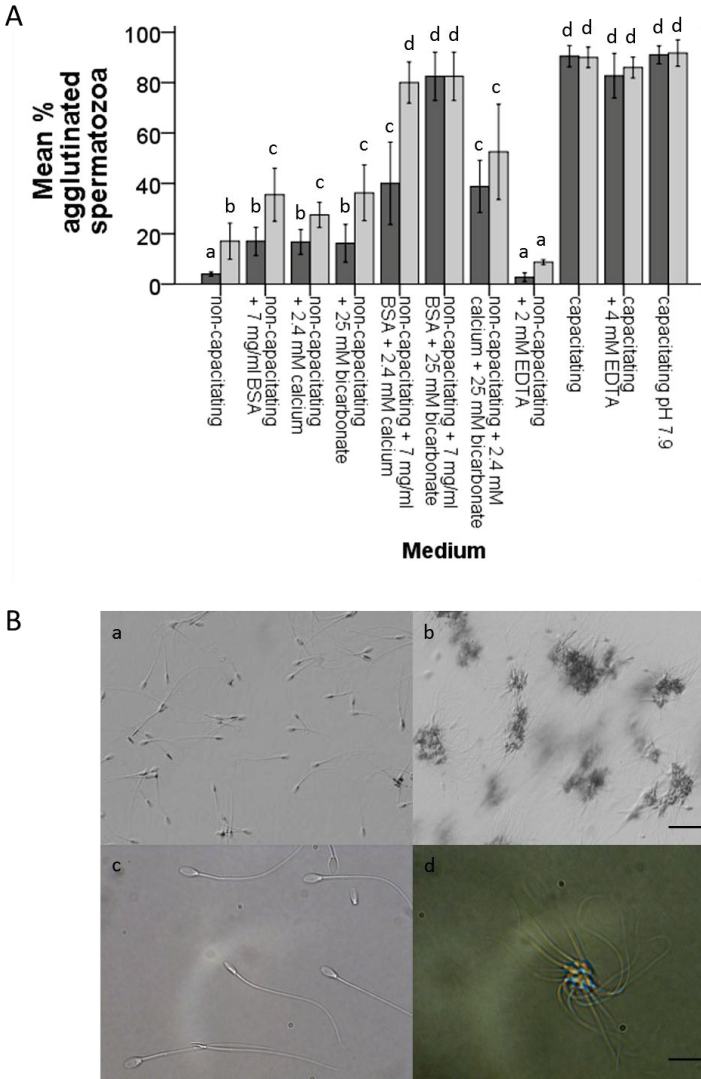 A
Mean %
agglutinated
spermatozoa
100
80
60
40
20
0
a b b c b c b c c d d d c c a a d d d d d d
non-capacitating
non-capacitating
+ 7 mg/ml BSA
non-capacitating
+ 2.4 mM calcium
non-capacitating
+ 25 mM bicarbonate
non-capacitating + 7 mg/ml
BSA + 2.4 mM calcium
non-capacitating + 7 mg/ml
BSA + 25 mM bicarbonate
non-capacitating + 2.4 mM
calcium + 25 mM bicarbonate
non-capacitating
+ 2 mM EDTA
capacitating
capacitating
+ 4 mM EDTA
capacitating pH 7.9
Medium
B
a
b
c
d